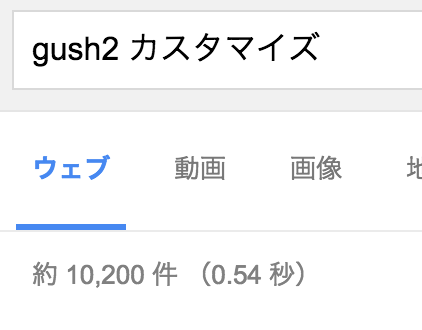 gush2 カスタマイズ
ウェブ 動画 画像 地
約 10,200 件 （0.54 秒）